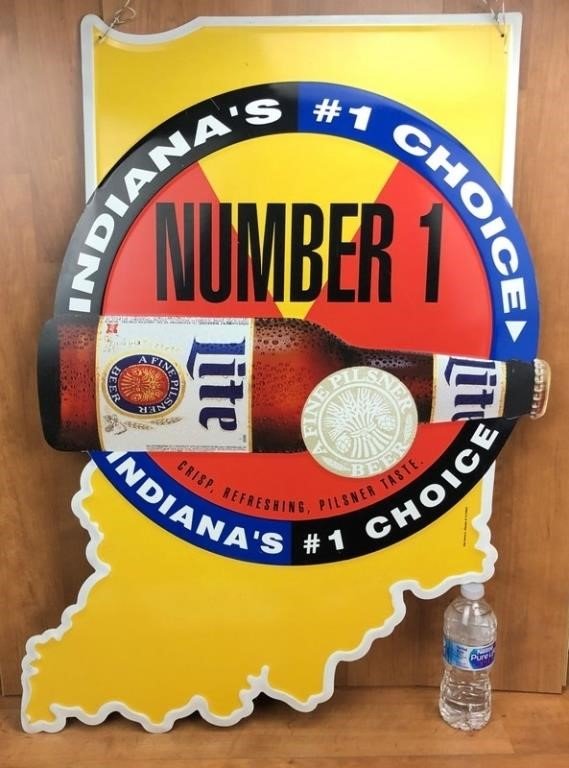 INDIANA'S #1 CHOICE
NUMBER 1
Lite
A FINE PILSNER
BEER
Lite
A FINE PILSNER
BEER
CRISP, REFRESHING, PILSNER TASTE.
INDIANA'S #1 CHOICE
Pure